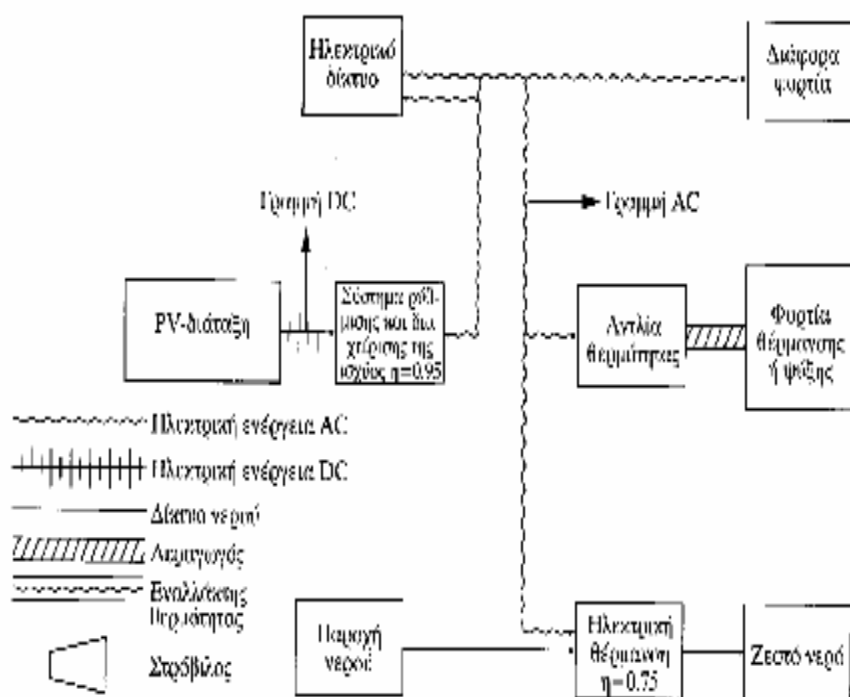 Ηλεκτρικό
δίκτυο
Διάφορα
φορτία
Γραμμή DC
Γραμμή AC
PV-διάταξη
Σύστημα ρύθ-
μισης και δια
χείρισης της
ισχύος η=0.95
Αντλία
θερμότητας
Φορτία
θέρμανσης
ή ψύξης
Ηλεκτρική ενέργεια AC
Ηλεκτρική ενέργεια DC
Δίκτυο νερού
Αεραγωγός
Εναλλάκτης
θερμότητας
Στρόβιλος
Παροχή
νερού
Ηλεκτρική
θέρμανση
η=0.75
Ζεστό νερό